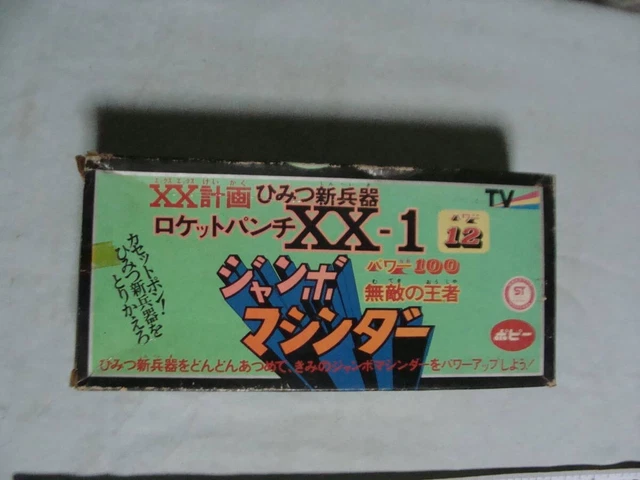 XX計画 ひみつ新兵器
ロケットパンチ XX-1
TV
12
カセットポン!
ひみつ新兵器を
とりかえろ
パワー100
無敵の王者
ジャンボ
マシンダー
ST
ポピー
ひみつ新兵器をどんどんあつめて、きみのジャンボマシンダーをパワーアップしよう!